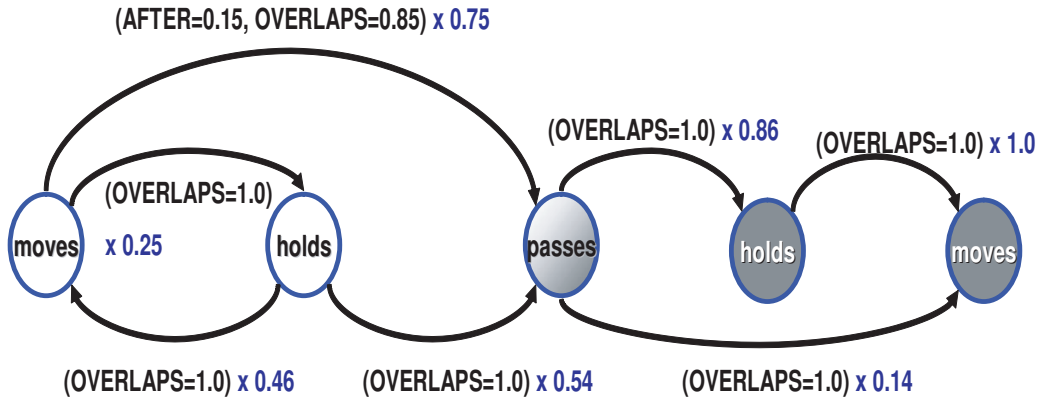 (AFTER=0.15, OVERLAPS=0.85) x 0.75
(OVERLAPS=1.0) x 0.86
(OVERLAPS=1.0) x 1.0
(OVERLAPS=1.0)
moves
x 0.25
holds
passes
holds
moves
(OVERLAPS=1.0) x 0.46
(OVERLAPS=1.0) x 0.54
(OVERLAPS=1.0) x 0.14